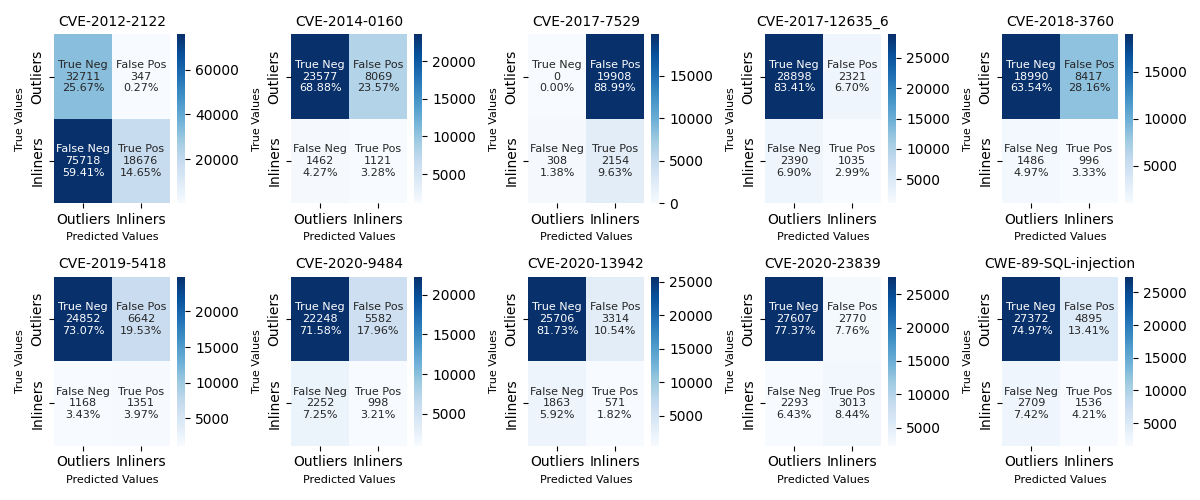 CVE-2012-2122
True Neg
32711
25.67%
False Pos
347
0.27%
False Neg
75718
59.41%
True Pos
18676
14.65%
Outliers
Inliners
True Values
Outliers Inliners
Predicted Values
60000
40000
20000
CVE-2014-0160
True Neg
23577
68.88%
False Pos
8069
23.57%
False Neg
1462
4.27%
True Pos
1121
3.28%
Outliers
Inliners
True Values
Outliers Inliners
Predicted Values
20000
15000
10000
5000
CVE-2017-7529
True Neg
0
0.00%
False Pos
19908
88.99%
False Neg
308
1.38%
True Pos
2154
9.63%
Outliers
Inliners
True Values
Outliers Inliners
Predicted Values
15000
10000
5000
0
CVE-2017-12635_6
True Neg
28898
83.41%
False Pos
2321
6.70%
False Neg
2390
6.90%
True Pos
1035
2.99%
Outliers
Inliners
True Values
Outliers Inliners
Predicted Values
25000
20000
15000
10000
5000
CVE-2018-3760
True Neg
18990
63.54%
False Pos
8417
28.16%
False Neg
1486
4.97%
True Pos
996
3.33%
Outliers
Inliners
True Values
Outliers Inliners
Predicted Values
15000
10000
5000
CVE-2019-5418
True Neg
24852
73.07%
False Pos
6642
19.53%
False Neg
1168
3.43%
True Pos
1351
3.97%
Outliers
Inliners
True Values
Outliers Inliners
Predicted Values
20000
15000
10000
5000
CVE-2020-9484
True Neg
22248
71.58%
False Pos
5582
17.96%
False Neg
2252
7.25%
True Pos
998
3.21%
Outliers
Inliners
True Values
Outliers Inliners
Predicted Values
20000
15000
10000
5000
CVE-2020-13942
True Neg
25706
81.73%
False Pos
3314
10.54%
False Neg
1863
5.92%
True Pos
571
1.82%
Outliers
Inliners
True Values
Outliers Inliners
Predicted Values
25000
20000
15000
10000
5000
CVE-2020-23839
True Neg
27607
77.37%
False Pos
2770
7.76%
False Neg
2293
6.43%
True Pos
3013
8.44%
Outliers
Inliners
True Values
Outliers Inliners
Predicted Values
25000
20000
15000
10000
5000
CWE-89-SQL-injection
True Neg
27372
74.97%
False Pos
4895
13.41%
False Neg
2709
7.42%
True Pos
1536
4.21%
Outliers
Inliners
True Values
Outliers Inliners
Predicted Values
25000
20000
15000
10000
5000